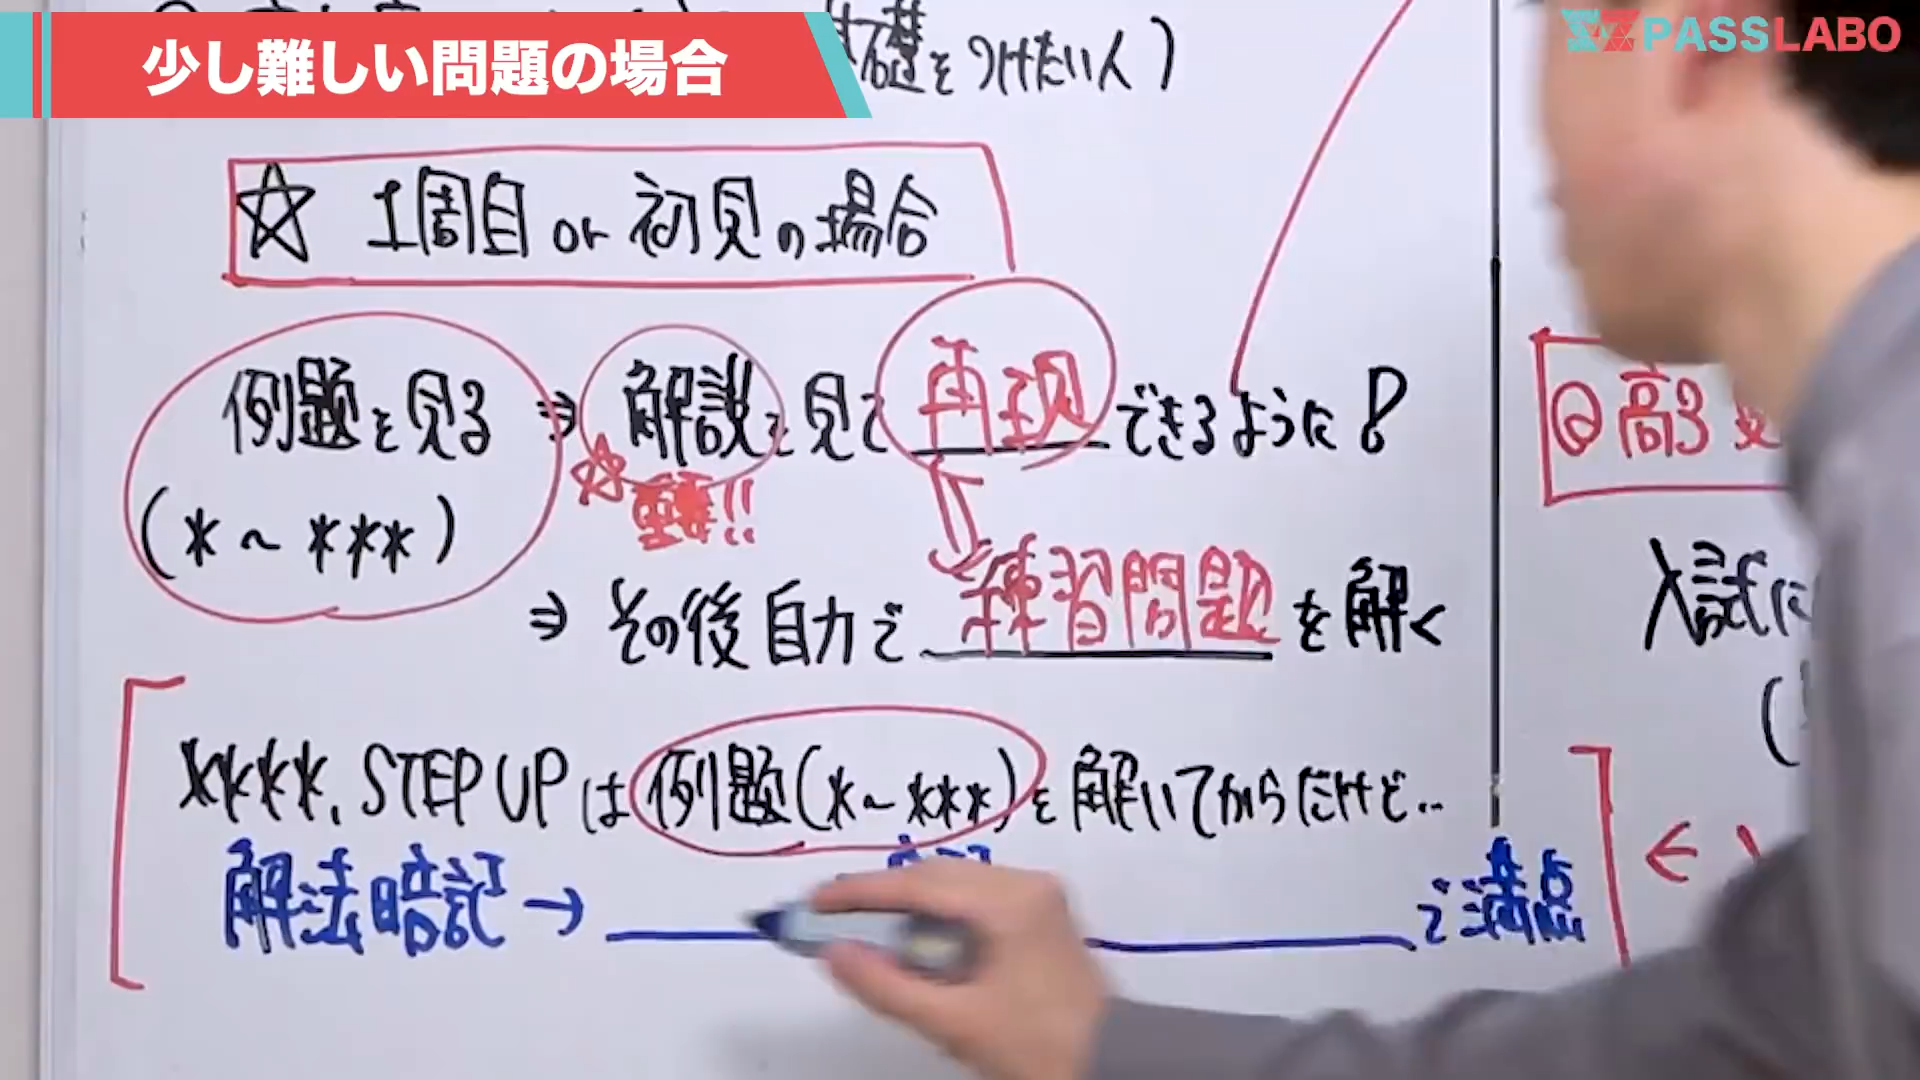 少し難しい問題の場合
PASSLABO
基礎をつけたい人)
☆ 1周目 or 初見の場合
例題を見る ⇒ 解説を見て再現できるように!
(*~***)
☆重要!!
⇒ その後自力で練習問題を解く
****, STEP UPは例題(*~***)を解いてからだけど…
解法暗記→
で満点
◎高3
入試に
←